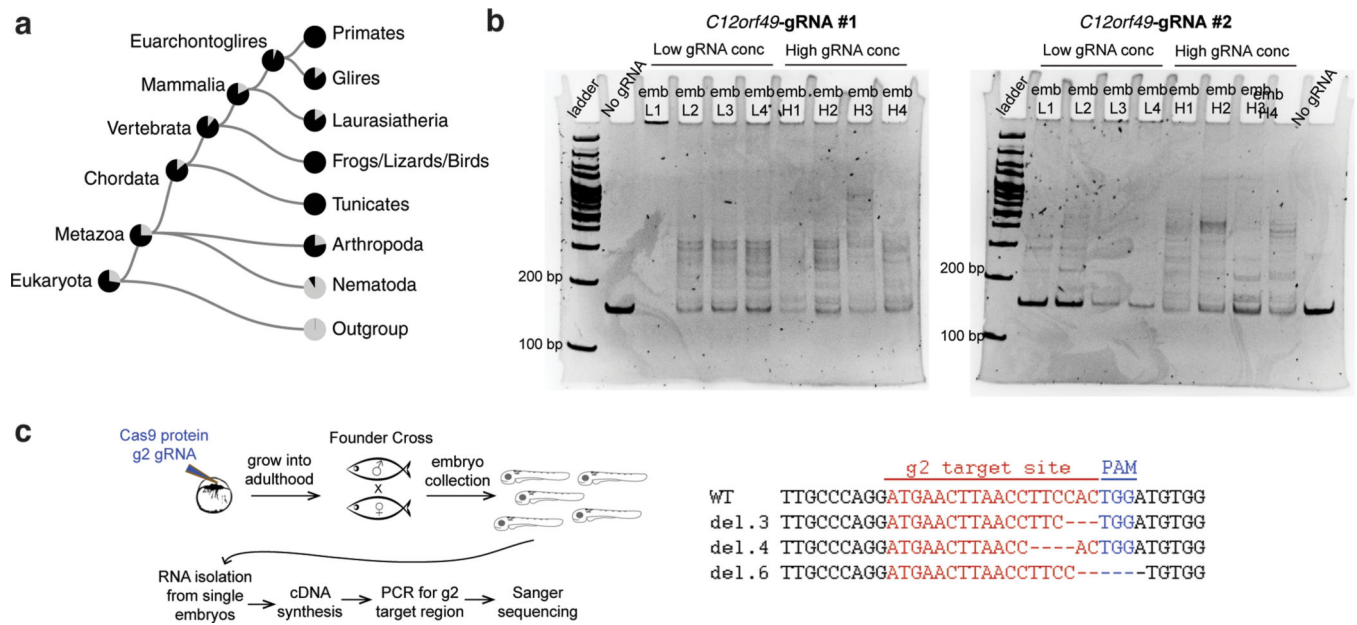 a
Primates
Euarchontoglires
Glires
Mammalia
Laurasiatheria
Vertebrata
Frogs/Lizards/Birds
Chordata
Tunicates
Metazoa
Arthropoda
Eukaryota
Nematoda
Outgroup
b
C12orf49-gRNA #1
Low gRNA conc High gRNA conc
ladder No gRNA emb L1 emb L2 emb L3 emb L4 emb H1 emb H2 emb H3 emb H4
200 bp
100 bp
C12orf49-gRNA #2
Low gRNA conc High gRNA conc
ladder emb L1 emb L2 emb L3 emb L4 emb H1 emb H2 emb H3 emb H4 No gRNA
200 bp
100 bp
c
Cas9 protein
g2 gRNA
grow into
adulthood
Founder Cross
♂
x
♀
embryo
collection
RNA isolation
from single
embryos
cDNA
synthesis
PCR for g2
target region
Sanger
sequencing
g2 target site PAM
WT TTGCCCAGGATGAACTTAACCTTCCACTGGATGTGG
del.3 TTGCCCAGGATGAACTTAACCTTC---TGGATGTGG
del.4 TTGCCCAGGATGAACTTAACC----ACTGGATGTGG
del.6 TTGCCCAGGATGAACTTAACCTTCC------TGTGG